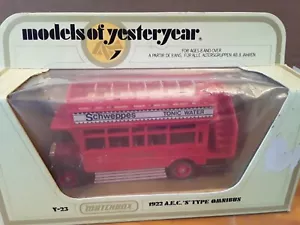 models of yesteryear
FOR AGES 8 AND OVER
Schweppes TONIC WATER
Y-23 MATCHBOX 1922 A.E.C. 'S' TYPE OMNIBUS